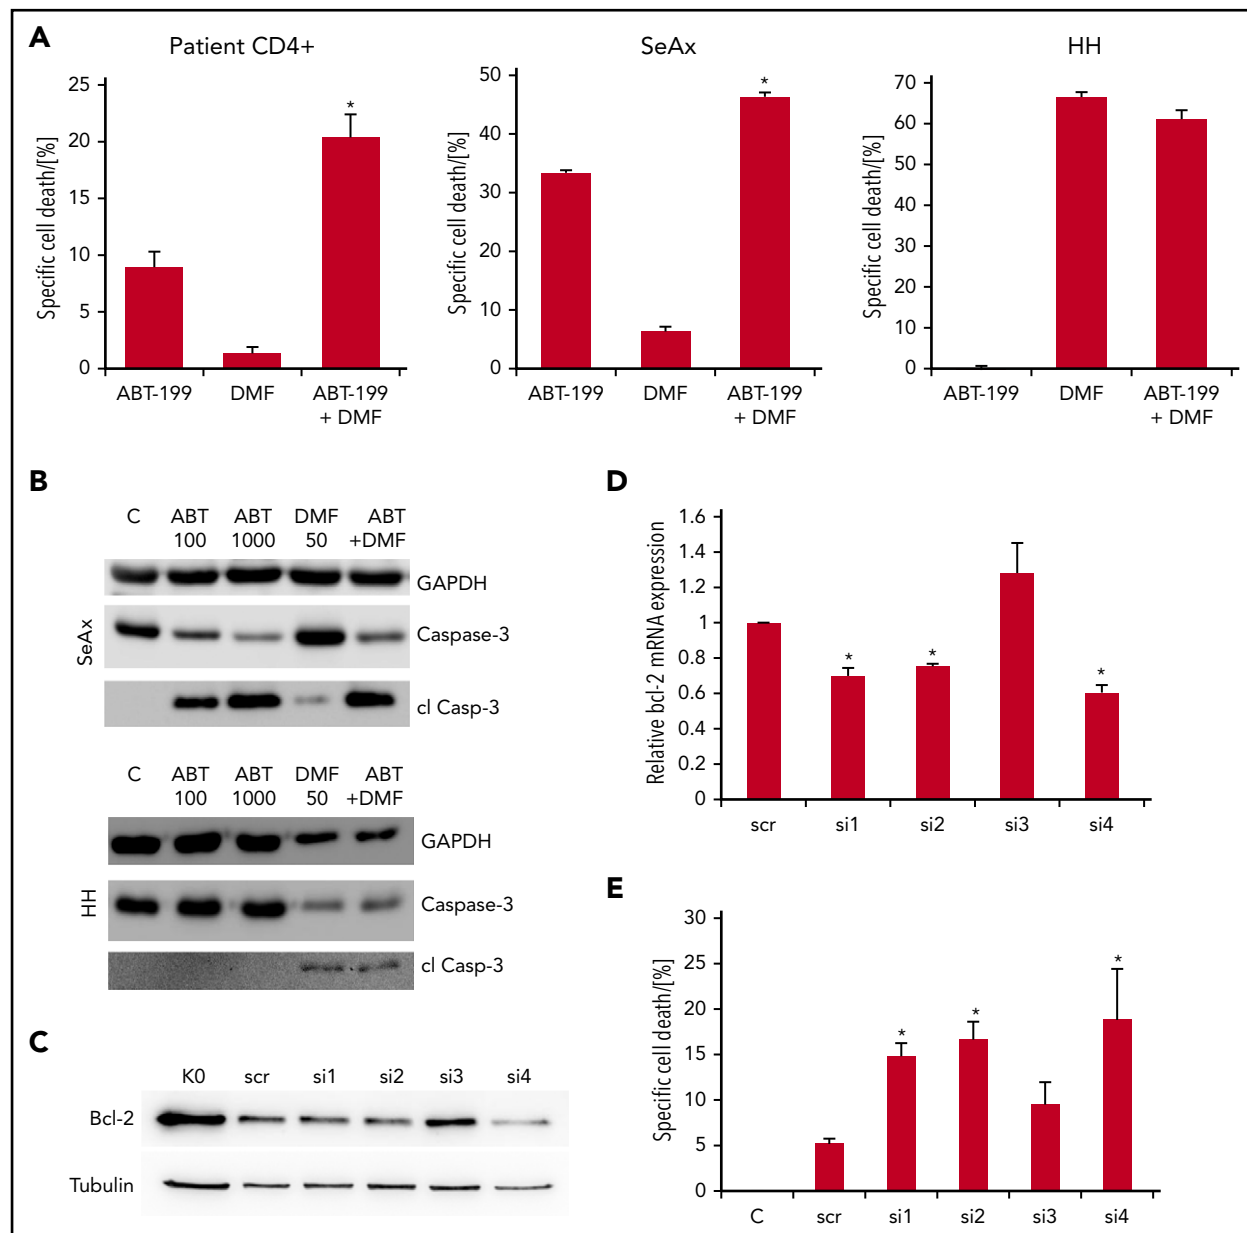 A
Patient CD4+
SeAx
HH
Specific cell death/[%]
25
20
15
10
5
0
*
ABT-199
DMF
ABT-199
+ DMF
Specific cell death/[%]
50
40
30
20
10
0
*
ABT-199
DMF
ABT-199
+ DMF
Specific cell death/[%]
70
60
50
40
30
20
10
0
ABT-199
DMF
ABT-199
+ DMF
B
C ABT 100 ABT 1000 DMF 50 ABT +DMF
SeAx
GAPDH
Caspase-3
cl Casp-3
C ABT 100 ABT 1000 DMF 50 ABT +DMF
HH
GAPDH
Caspase-3
cl Casp-3
C
K0 scr si1 si2 si3 si4
Bcl-2
Tubulin
D
Relative bcl-2 mRNA expression
1.6
1.4
1.2
1
0.8
0.6
0.4
0.2
0
* * *
scr si1 si2 si3 si4
E
Specific cell death/[%]
30
25
20
15
10
5
0
* * *
C scr si1 si2 si3 si4